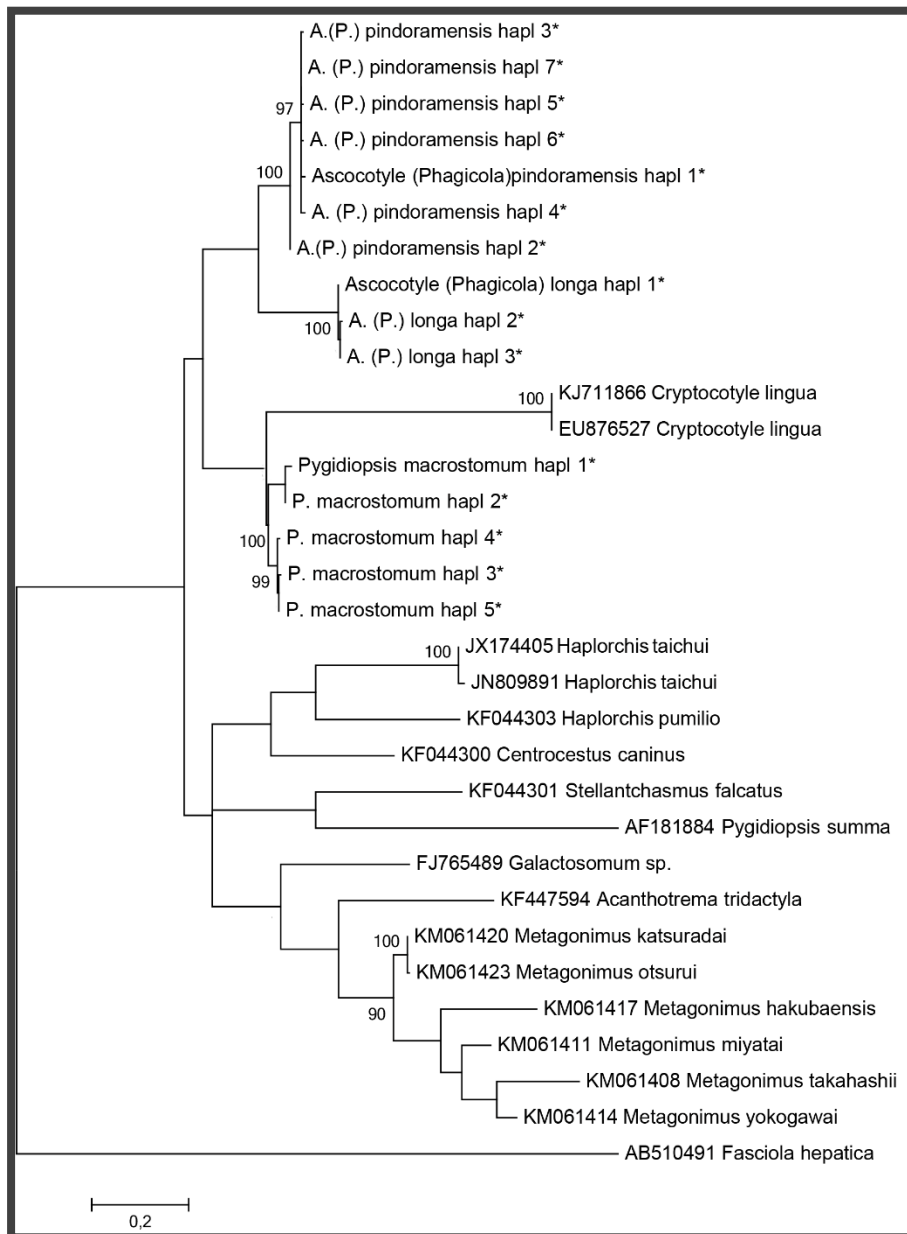 A.(P.) pindoramensis hapl 3*
A. (P.) pindoramensis hapl 7*
97
A. (P.) pindoramensis hapl 5*
A. (P.) pindoramensis hapl 6*
100
Ascocotyle (Phagicola)pindoramensis hapl 1*
A. (P.) pindoramensis hapl 4*
A.(P.) pindoramensis hapl 2*
Ascocotyle (Phagicola) longa hapl 1*
100
A. (P.) longa hapl 2*
A. (P.) longa hapl 3*
100
KJ711866 Cryptocotyle lingua
EU876527 Cryptocotyle lingua
Pygidiopsis macrostomum hapl 1*
P. macrostomum hapl 2*
100
P. macrostomum hapl 4*
99
P. macrostomum hapl 3*
P. macrostomum hapl 5*
100
JX174405 Haplorchis taichui
JN809891 Haplorchis taichui
KF044303 Haplorchis pumilio
KF044300 Centrocestus caninus
KF044301 Stellantchasmus falcatus
AF181884 Pygidiopsis summa
FJ765489 Galactosomum sp.
KF447594 Acanthotrema tridactyla
100
KM061420 Metagonimus katsuradai
KM061423 Metagonimus otsurui
90
KM061417 Metagonimus hakubaensis
KM061411 Metagonimus miyatai
KM061408 Metagonimus takahashii
KM061414 Metagonimus yokogawai
AB510491 Fasciola hepatica
0,2